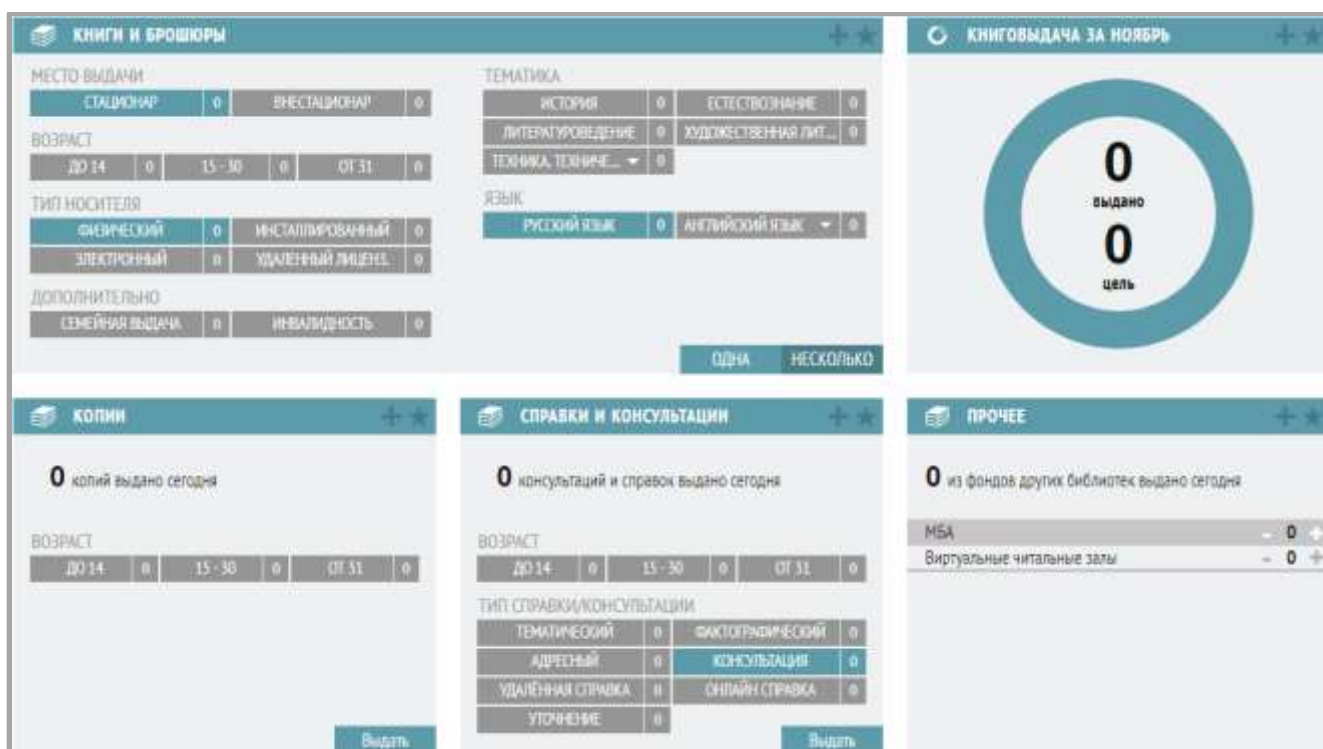 КНИГИ И БРОШЮРЫ
МЕСТО ВЫДАЧИ
СТАЦИОНАР 0 ВНЕСТАЦИОНАР 0
ВОЗРАСТ
ДО 14 0 15 - 30 0 ОТ 31 0
ТИП НОСИТЕЛЯ
ФИЗИЧЕСКИЙ 0 ИНСТАЛЛИРОВАННЫЙ 0
ЭЛЕКТРОННЫЙ 0 УДАЛЕННЫЙ ЛИЦЕНЗ. 0
ДОПОЛНИТЕЛЬНО
СЕМЕЙНАЯ ВЫДАЧА 0 ИНВАЛИДНОСТЬ 0
ТЕМАТИКА
ИСТОРИЯ 0 ЕСТЕСТВОЗНАНИЕ 0
ЛИТЕРАТУРОВЕДЕНИЕ 0 ХУДОЖЕСТВЕННАЯ ЛИТ... 0
ТЕХНИКА, ТЕХНИЧЕ... 0
ЯЗЫК
РУССКИЙ ЯЗЫК 0 АНГЛИЙСКИЙ ЯЗЫК 0
ОДНА НЕСКОЛЬКО
КНИГОВЫДАЧА ЗА НОЯБРЬ
0
выдано
0
цель
КОПИИ
0 копий выдано сегодня
ВОЗРАСТ
ДО 14 0 15 - 30 0 ОТ 31 0
Выдать
СПРАВКИ И КОНСУЛЬТАЦИИ
0 консультаций и справок выдано сегодня
ВОЗРАСТ
ДО 14 0 15 - 30 0 ОТ 31 0
ТИП СПРАВКИ/КОНСУЛЬТАЦИИ
ТЕМАТИЧЕСКИЙ 0 ФАКТОГРАФИЧЕСКИЙ 0
АДРЕСНЫЙ 0 КОНСУЛЬТАЦИЯ 0
УДАЛЁННАЯ СПРАВКА 0 ОНЛАЙН СПРАВКА 0
УТОЧНЕНИЕ 0
Выдать
ПРОЧЕЕ
0 из фондов других библиотек выдано сегодня
МБА - 0 +
Виртуальные читальные залы - 0 +